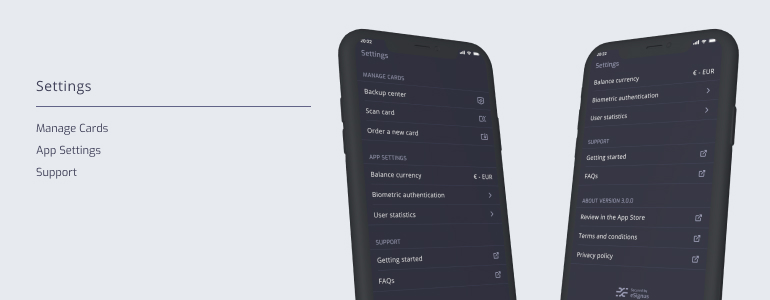 Settings
Manage Cards
App Settings
Support
20:22
Settings
MANAGE CARDS
Backup center
Scan card
Order a new card
APP SETTINGS
Balance currency
€ - EUR
Biometric authentication
User statistics
SUPPORT
Getting started
FAQs
20:22
Settings
Balance currency
€ - EUR
Biometric authentication
User statistics
SUPPORT
Getting started
FAQs
ABOUT VERSION 3.0.0
Review in the App Store
Terms and conditions
Privacy policy